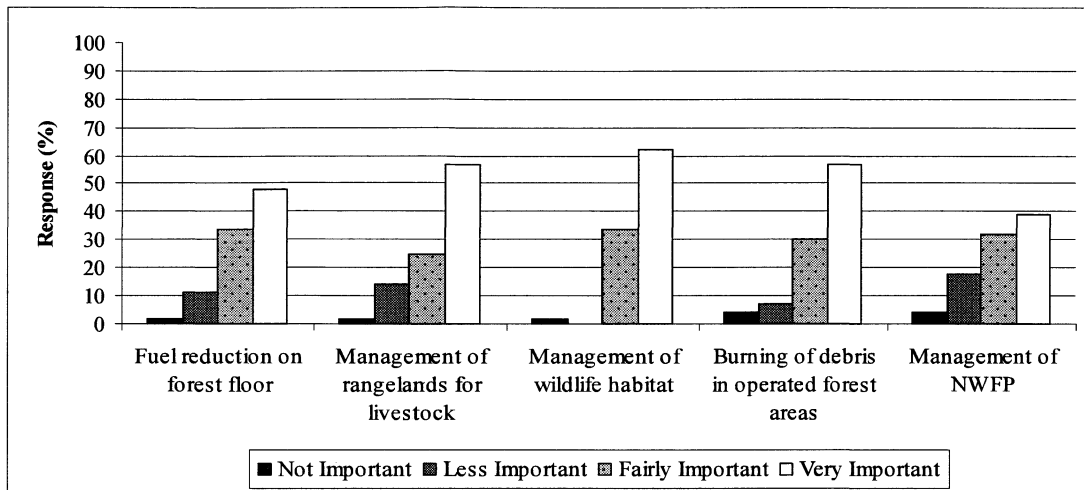 100
90
80
70
60
50
40
30
20
10
0
Response (%)
Fuel reduction on
forest floor
Management of
rangelands for
livestock
Management of
wildlife habitat
Burning of debris
in operated forest
areas
Management of
NWFP
Not Important
Less Important
Fairly Important
Very Important